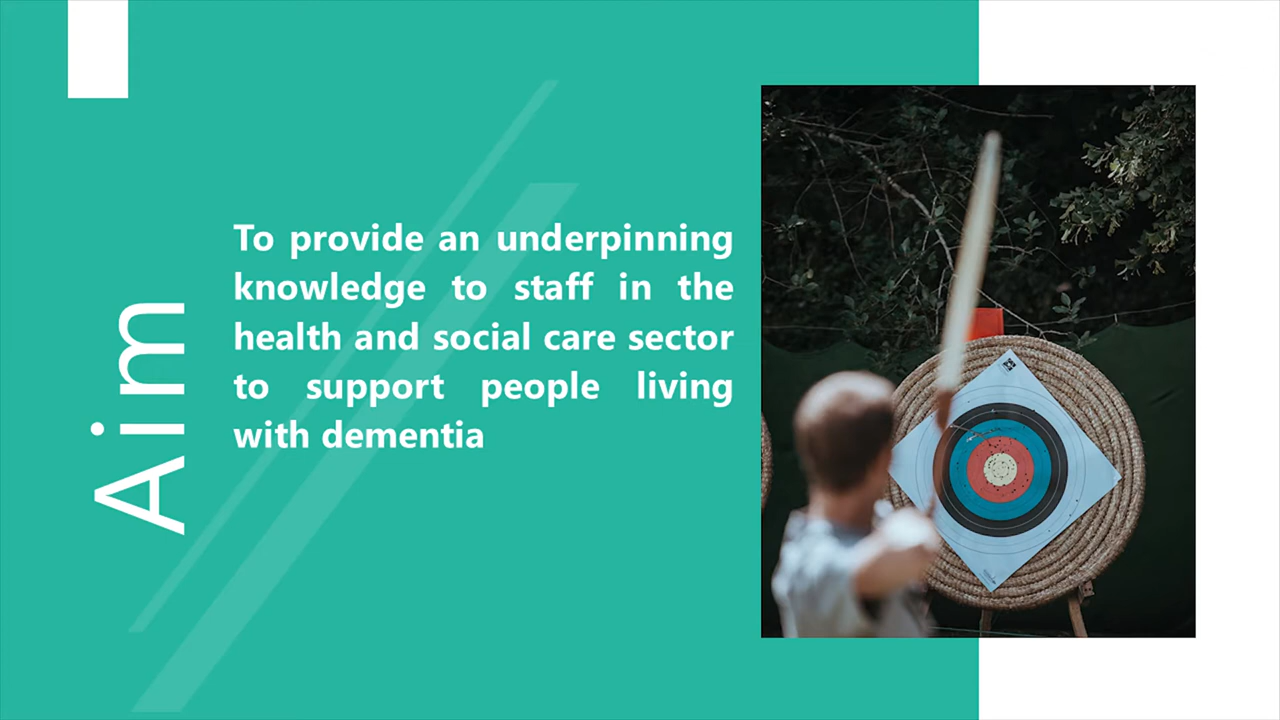 Aim
To provide an underpinning
knowledge to staff in the
health and social care sector
to support people living
with dementia